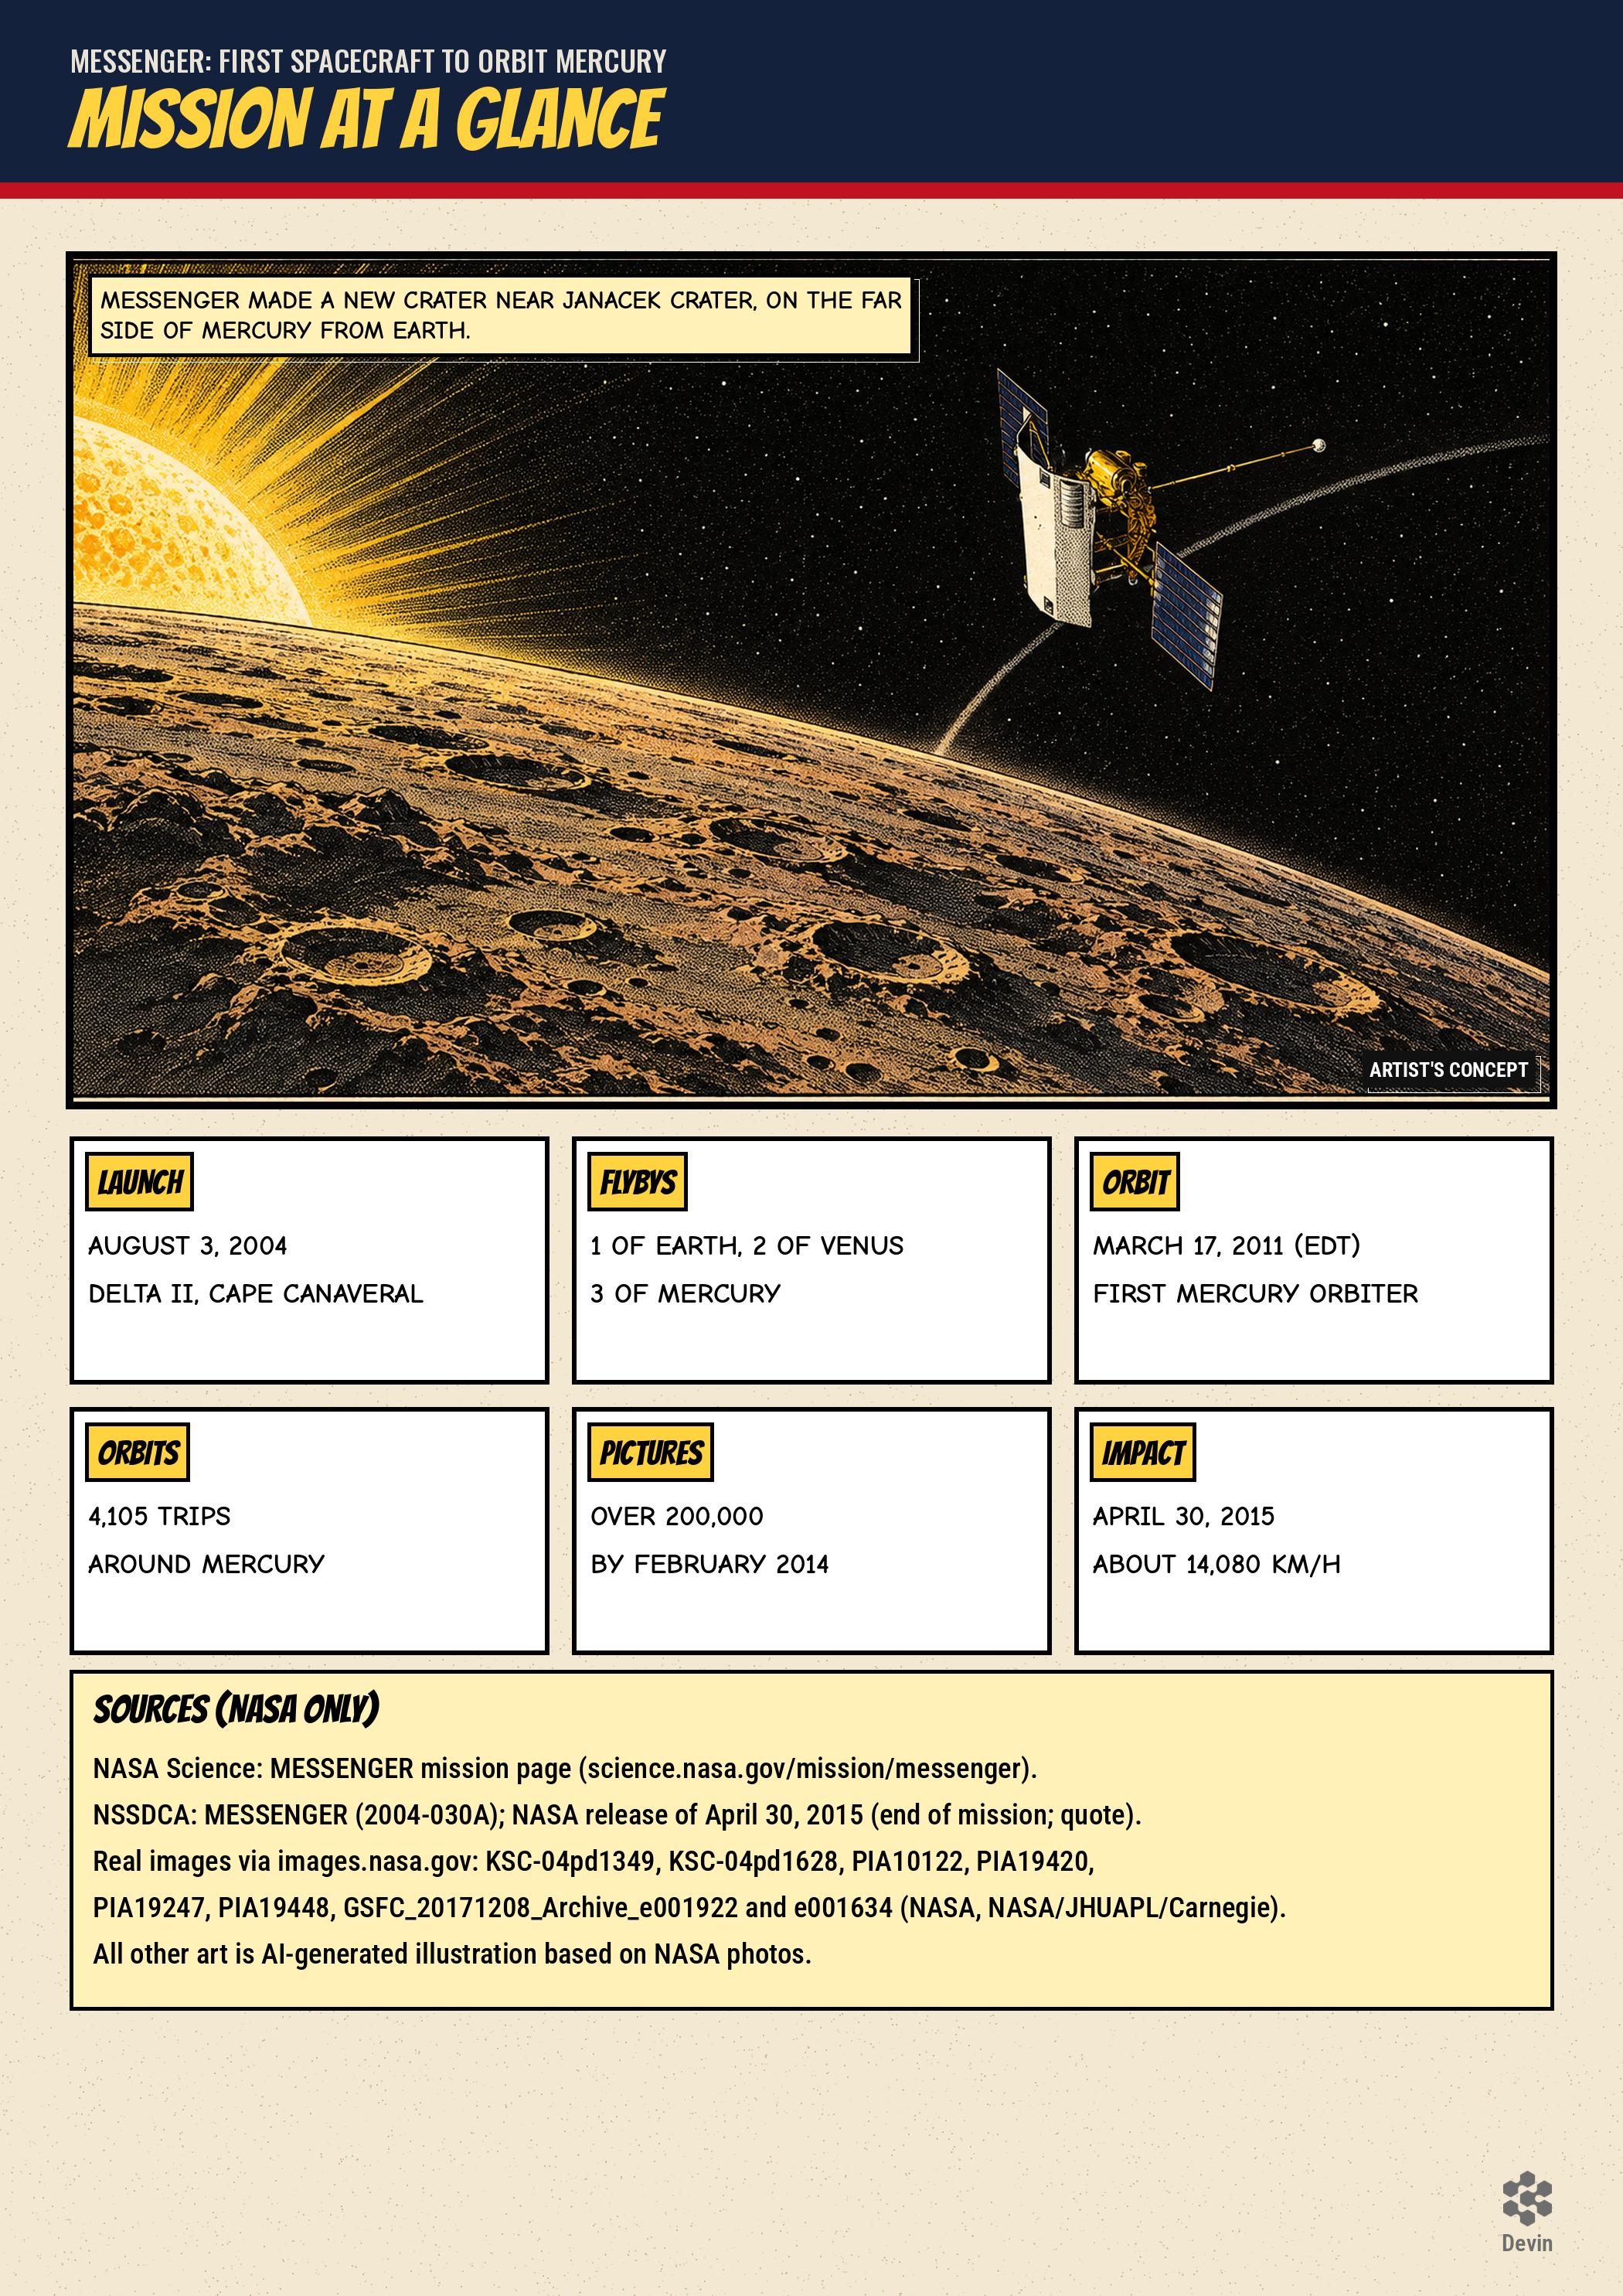 MESSENGER: FIRST SPACECRAFT TO ORBIT MERCURY
MISSION AT A GLANCE
MESSENGER MADE A NEW CRATER NEAR JANACEK CRATER, ON THE FAR
SIDE OF MERCURY FROM EARTH.
ARTIST'S CONCEPT
LAUNCH
AUGUST 3, 2004
DELTA II, CAPE CANAVERAL
FLYBYS
1 OF EARTH, 2 OF VENUS
3 OF MERCURY
ORBIT
MARCH 17, 2011 (EDT)
FIRST MERCURY ORBITER
ORBITS
4,105 TRIPS
AROUND MERCURY
PICTURES
OVER 200,000
BY FEBRUARY 2014
IMPACT
APRIL 30, 2015
ABOUT 14,080 KM/H
SOURCES (NASA ONLY)
NASA Science: MESSENGER mission page (science.nasa.gov/mission/messenger).
NSSDCA: MESSENGER (2004-030A); NASA release of April 30, 2015 (end of mission; quote).
Real images via images.nasa.gov: KSC-04pd1349, KSC-04pd1628, PIA10122, PIA19420,
PIA19247, PIA19448, GSFC_20171208_Archive_e001922 and e001634 (NASA, NASA/JHUAPL/Carnegie).
All other art is AI-generated illustration based on NASA photos.
Devin